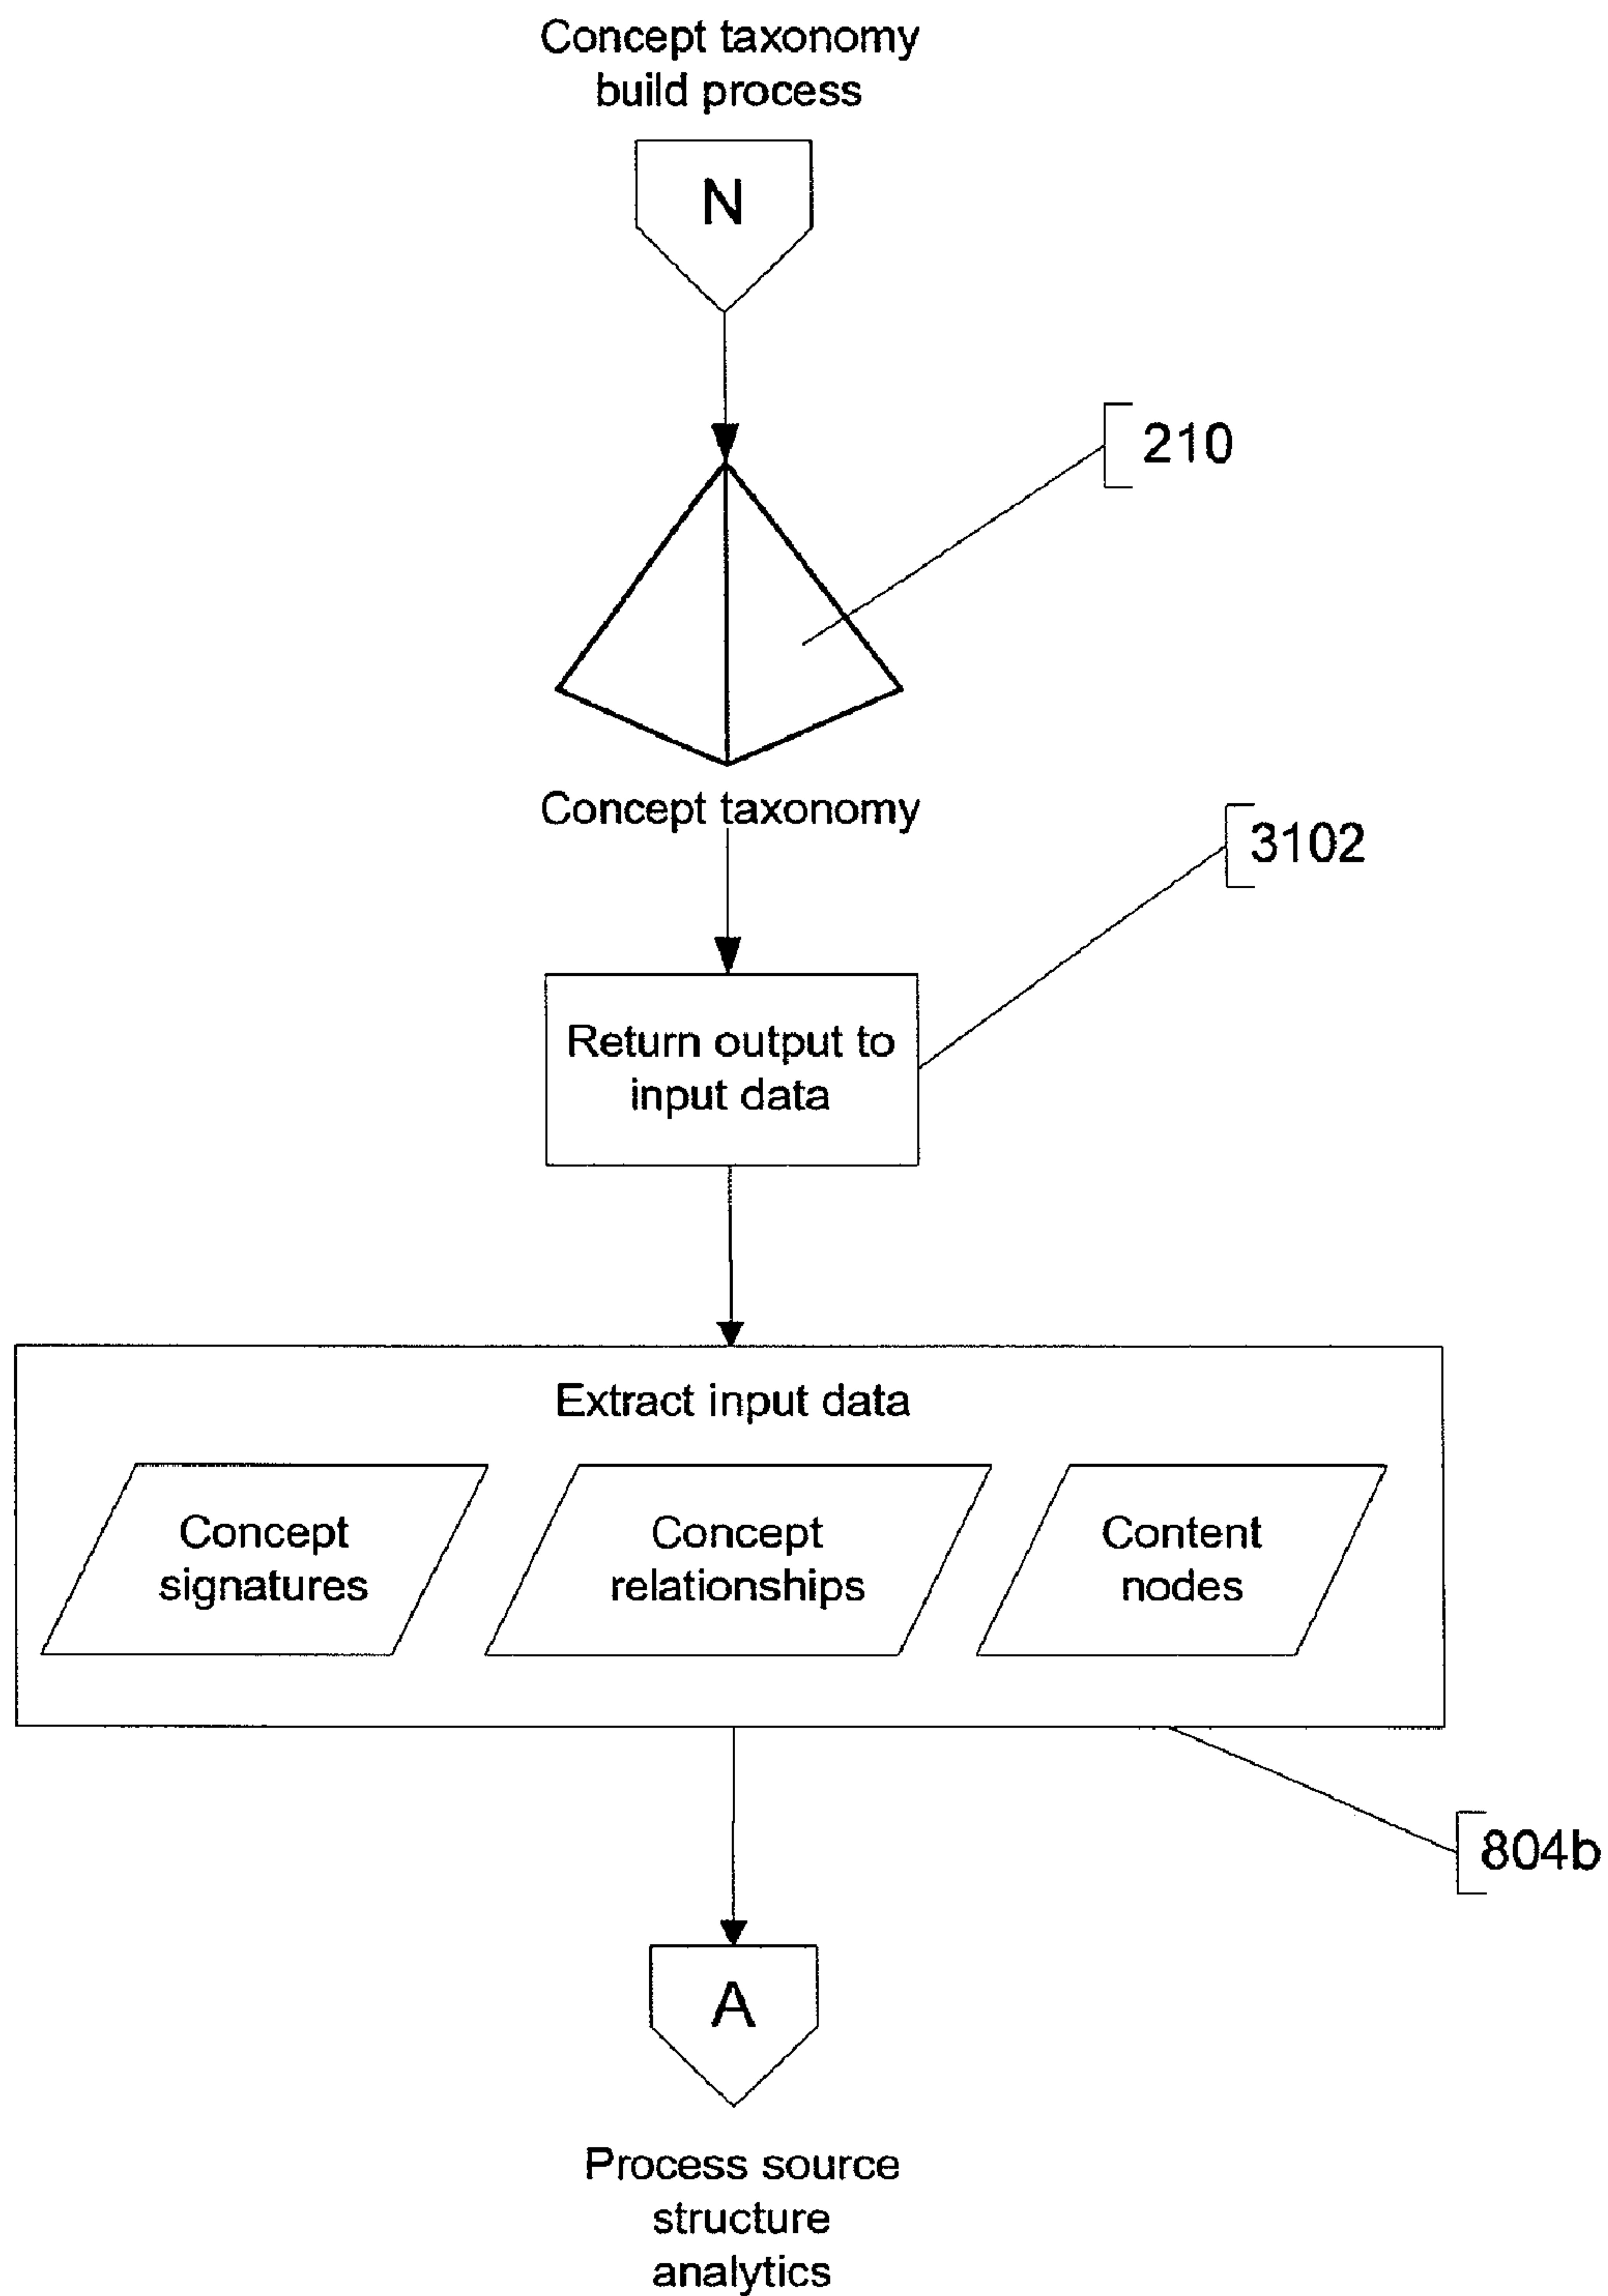 Concept taxonomy
build process
N
210
Concept taxonomy
3102
Return output to
input data
Extract input data
Concept
signatures
Concept
relationships
Content
nodes
804b
A
Process source
structure
analytics